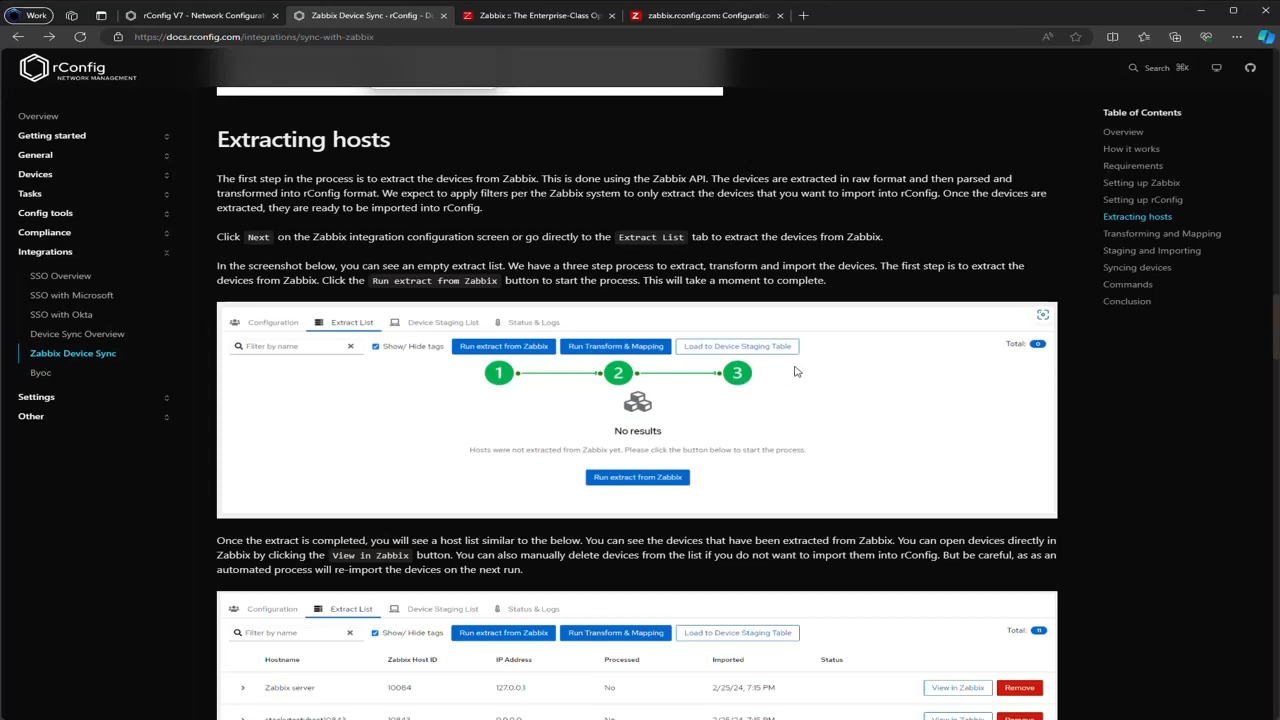 Work
rConfig V7 - Network Configurat
Zabbix Device Sync · rConfig - D
Zabbix :: The Enterprise-Class Op
zabbix.rconfig.com: Configuration
https://docs.rconfig.com/integrations/sync-with-zabbix
rConfig
NETWORK MANAGEMENT
Search ⌘K
Overview
Getting started
General
Devices
Tasks
Config tools
Compliance
Integrations
SSO Overview
SSO with Microsoft
SSO with Okta
Device Sync Overview
Zabbix Device Sync
Byoc
Settings
Other
Extracting hosts
The first step in the process is to extract the devices from Zabbix. This is done using the Zabbix API. The devices are extracted in raw format and then parsed and
transformed into rConfig format. We expect to apply filters per the Zabbix system to only extract the devices that you want to import into rConfig. Once the devices are
extracted, they are ready to be imported into rConfig.
Click Next on the Zabbix integration configuration screen or go directly to the Extract List tab to extract the devices from Zabbix.
In the screenshot below, you can see an empty extract list. We have a three step process to extract, transform and import the devices. The first step is to extract the
devices from Zabbix. Click the Run extract from Zabbix button to start the process. This will take a moment to complete.
Configuration Extract List Device Staging List Status & Logs
Filter by name Show/ Hide tags Run extract from Zabbix Run Transform & Mapping Load to Device Staging Table Total: 0
1 2 3
No results
Hosts were not extracted from Zabbix yet. Please click the button below to start the process.
Run extract from Zabbix
Once the extract is completed, you will see a host list similar to the below. You can see the devices that have been extracted from Zabbix. You can open devices directly in
Zabbix by clicking the View in Zabbix button. You can also manually delete devices from the list if you do not want to import them into rConfig. But be careful, as as an
automated process will re-import the devices on the next run.
Configuration Extract List Device Staging List Status & Logs
Filter by name Show/ Hide tags Run extract from Zabbix Run Transform & Mapping Load to Device Staging Table Total: 11
Hostname Zabbix Host ID IP Address Processed Imported Status
Zabbix server 10084 127.0.0.1 No 2/25/24, 7:15 PM View in Zabbix Remove
Table of Contents
Overview
How it works
Requirements
Setting up Zabbix
Setting up rConfig
Extracting hosts
Transforming and Mapping
Staging and Importing
Syncing devices
Commands
Conclusion